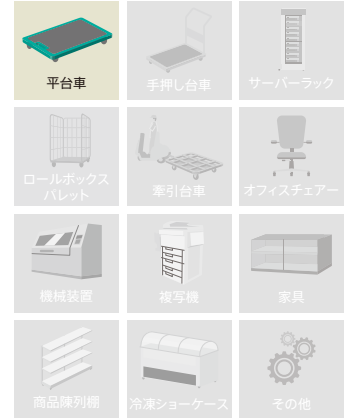 平台車
手押し台車
サーバーラック
ロールボックス
パレット
牽引台車
オフィスチェアー
機械装置
複写機
家具
商品陳列棚
冷凍ショーケース
その他